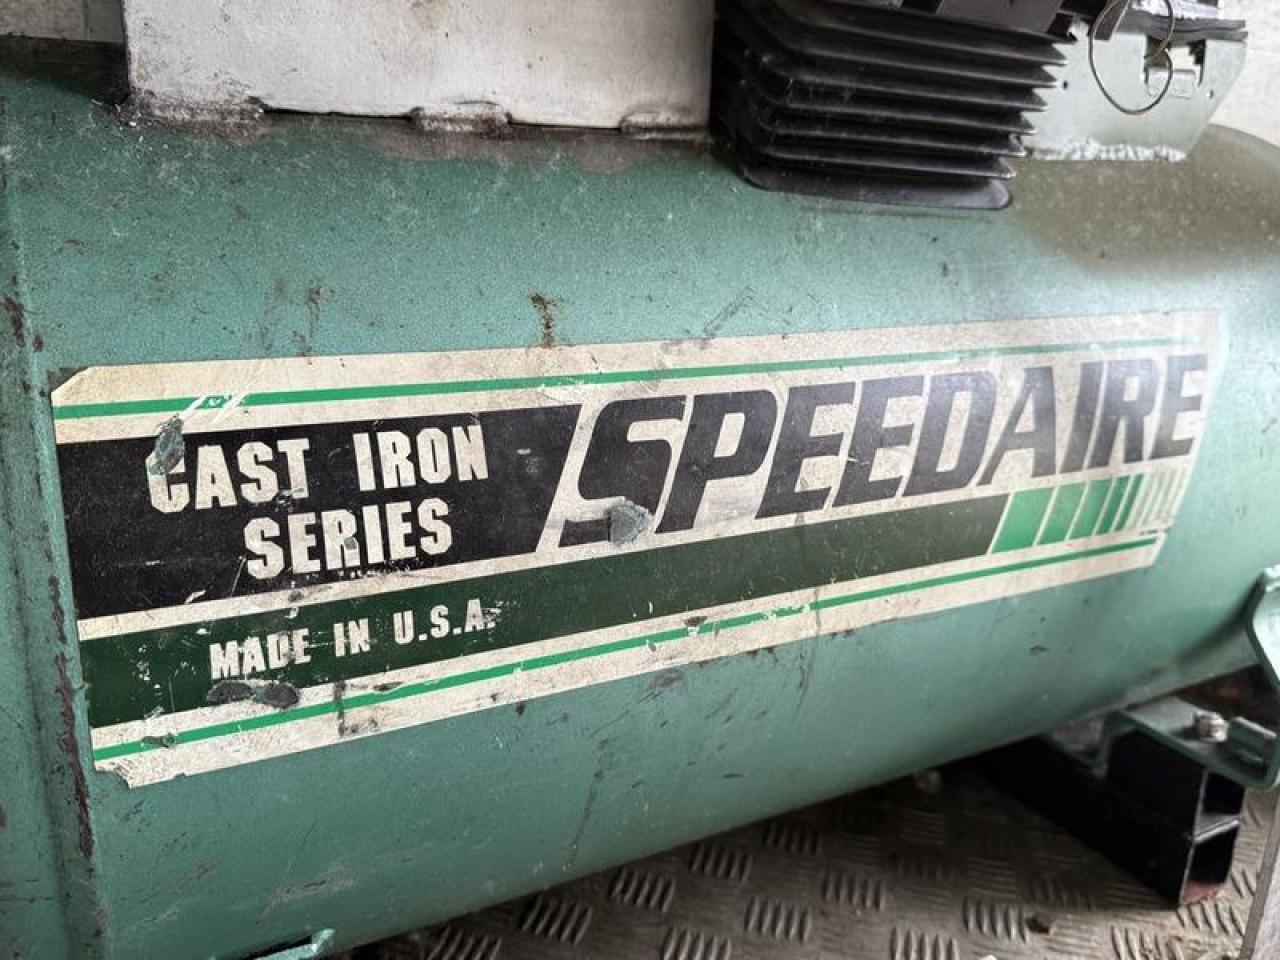 CAST IRON
SERIES
SPEEDAIRE
MADE IN U.S.A.